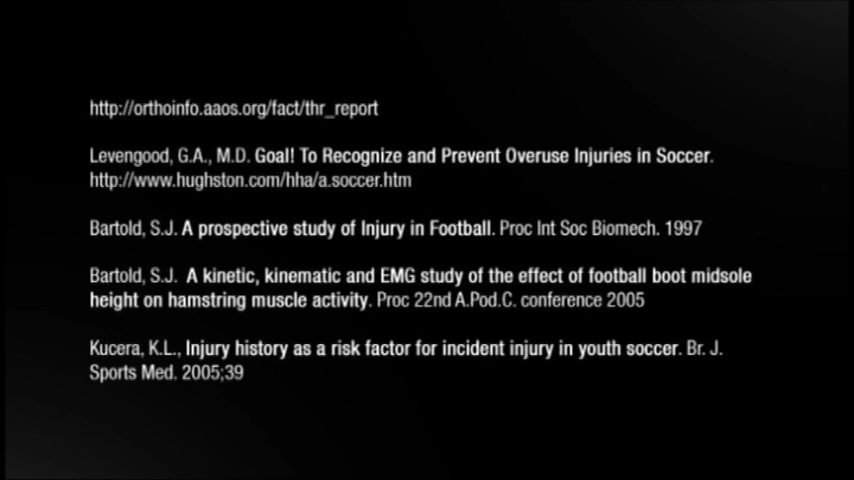 http://orthoinfo.aaos.org/fact/thr_report
Levengood, G.A., M.D. Goal! To Recognize and Prevent Overuse Injuries in Soccer.
http://www.hughston.com/hha/a.soccer.htm
Bartold, S.J. A prospective study of Injury in Football. Proc Int Soc Biomech. 1997
Bartold, S.J. A kinetic, kinematic and EMG study of the effect of football boot midsole
height on hamstring muscle activity. Proc 22nd A.Pod.C. conference 2005
Kucera, K.L., Injury history as a risk factor for incident injury in youth soccer. Br. J.
Sports Med. 2005;39